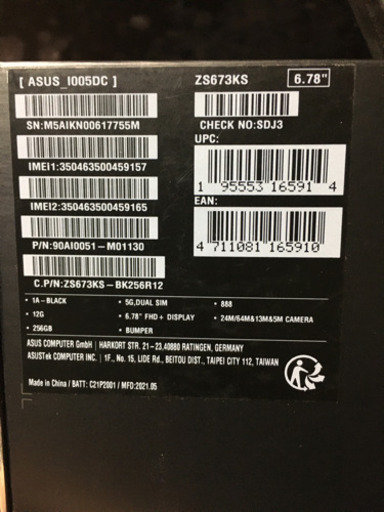 [ ASUS_I005DC ]
ZS673KS
6.78"
SN:M5AIKN00617755M
CHECK NO:SDJ3
IMEI1:350463500459157
UPC:
1 95553 16591 4
IMEI2:350463500459165
EAN:
P/N:90AI0051-M01130
4 711081 165910
C.P/N:ZS673KS-BK256R12
• 1A-BLACK
• 5G,DUAL SIM
• 888
• 12G
• 6.78" FHD+ DISPLAY
• 24M/64M&13M&5M CAMERA
• 256GB
• BUMPER
ASUS COMPUTER GmbH | HARKORT STR. 21-23,40880 RATINGEN, GERMANY
ASUSTek COMPUTER INC. | 1F., No. 15, LIDE Rd., BEITOU DIST., TAIPEI CITY 112, TAIWAN
Made in China / BATT: C21P2001 / MFD:2021.05